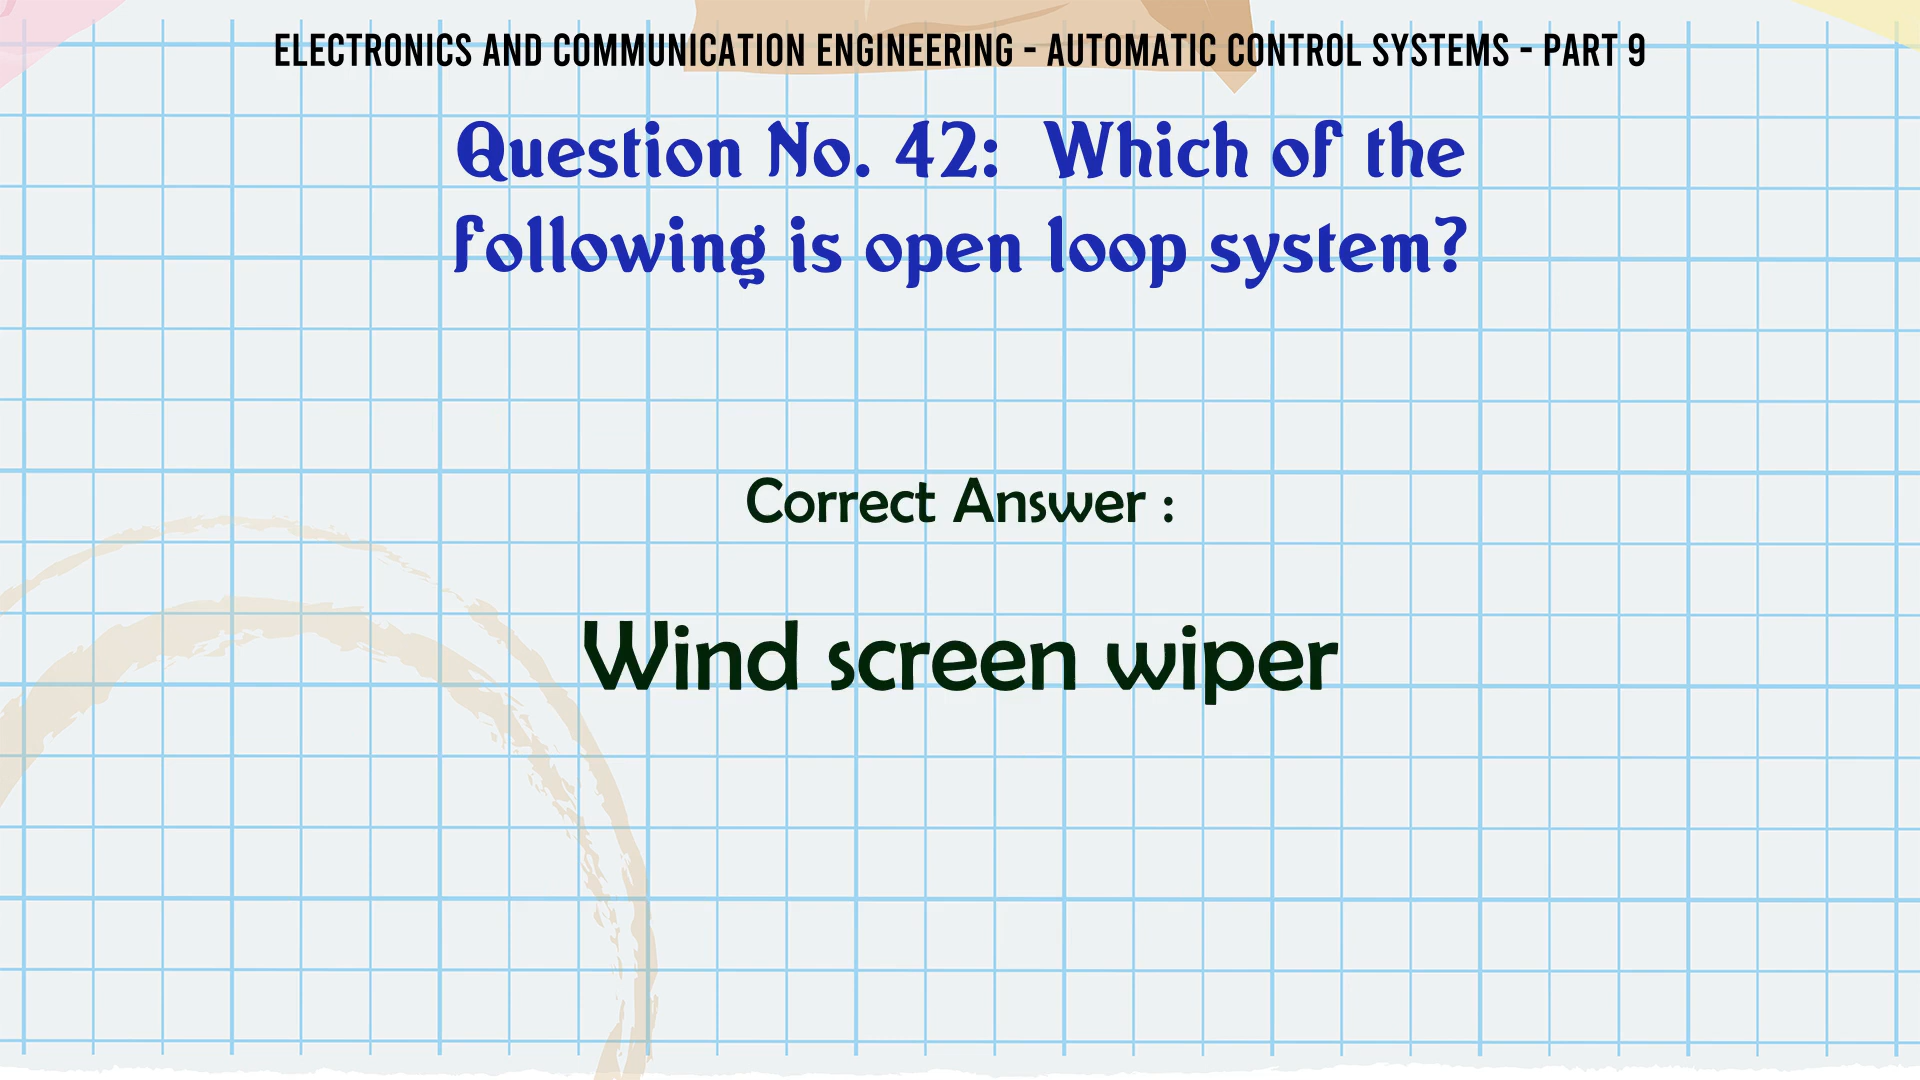 ELECTRONICS AND COMMUNICATION ENGINEERING - AUTOMATIC CONTROL SYSTEMS - PART 9
Question No. 42:  Which of the
following is open loop system?
Correct Answer :
Wind screen wiper